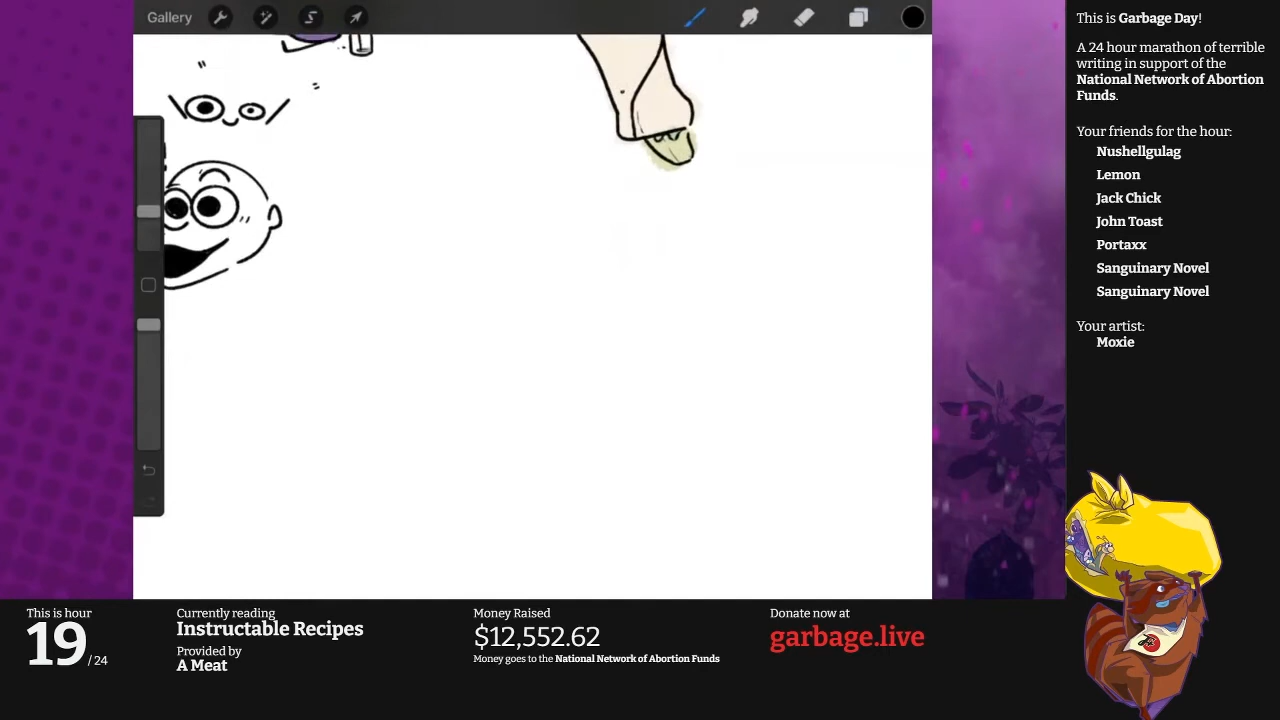 Gallery
This is Garbage Day!
A 24 hour marathon of terrible
writing in support of the
National Network of Abortion
Funds.
Your friends for the hour:
Nushellgulag
Lemon
Jack Chick
John Toast
Portaxx
Sanguinary Novel
Sanguinary Novel
Your artist:
Moxie
This is hour
19 / 24
Currently reading
Instructable Recipes
Provided by
A Meat
Money Raised
$12,552.62
Money goes to the National Network of Abortion Funds
Donate now at
garbage.live